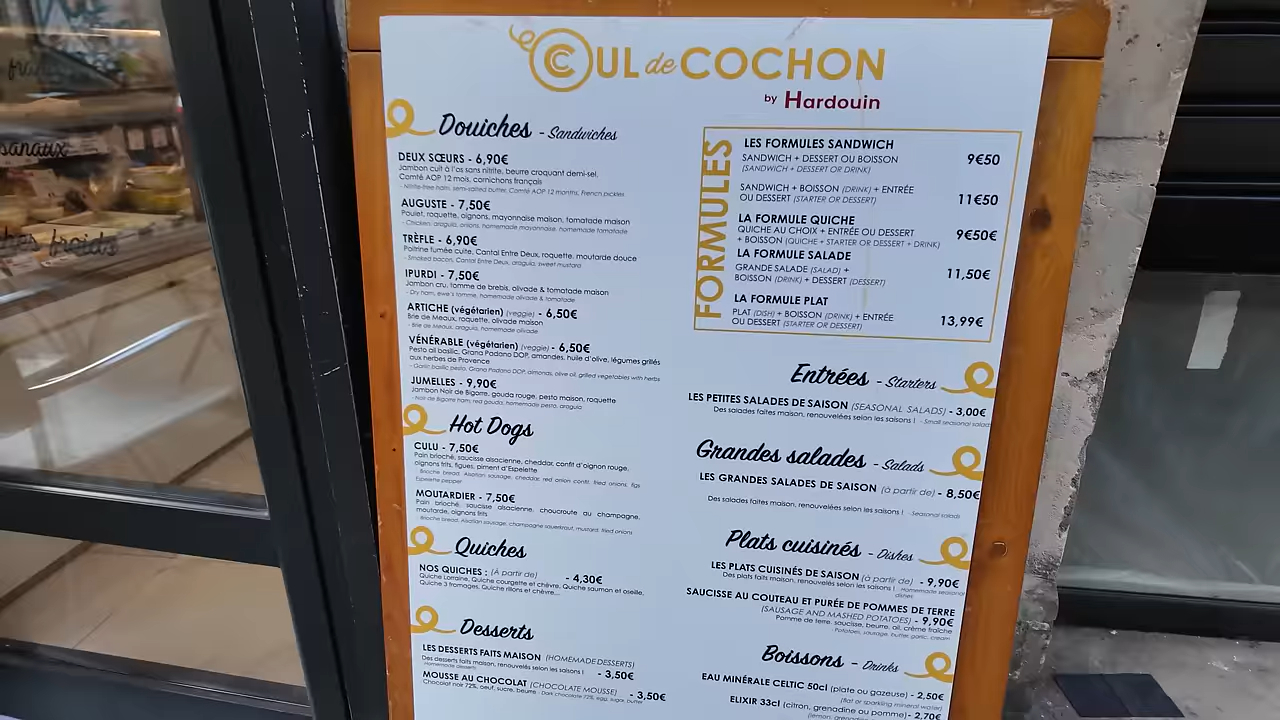 CUL de COCHON
by Hardouin
Douiches - Sandwiches
DEUX SŒURS - 6,90€
Jambon cuit à l'os sans nitrite, beurre croquant demi-sel,
Comté AOP 12 mois, cornichons français
- Nitrite-free ham, semi-salted butter, Comté AOP 12 months, French pickles
AUGUSTE - 7,50€
Poulet, roquette, oignons, mayonnaise maison, tomatade maison
- Chicken, arugula, onions, homemade mayonnaise, homemade tomatade
TRÈFLE - 6,90€
Poitrine fumée cuite, Cantal Entre Deux, roquette, moutarde douce
- Smoked bacon, Cantal Entre Deux, arugula, sweet mustard
IPURDI - 7,50€
Jambon cru, tomme de brebis, olivade & tomatade maison
- Dry ham, ewe's tomme, homemade olivade & tomatade
ARTICHE (végétarien) (veggie) - 6,50€
Brie de Meaux, roquette, olivade maison
- Brie de Meaux, arugula, homemade olivade
VÉNÉRABLE (végétarien) (veggie) - 6,50€
Pesto ail basilic, Grana Padano DOP, amandes, huile d'olive, légumes grillés
aux herbes de Provence
- Garlic basilic pesto, Grana Padano DOP, almonds, olive oil, grilled vegetables with herbs
JUMELLES - 9,90€
Jambon Noir de Bigorre, gouda rouge, pesto maison, roquette
- Noir de Bigorre ham, red gouda, homemade pesto, arugula
Hot Dogs
CULU - 7,50€
Pain brioché, saucisse alsacienne, cheddar, confit d'oignon rouge,
oignons frits, figues, piment d'Espelette
- Brioche bread, Alsatian sausage, cheddar, red onion confit, fried onions, figs
Espelette pepper
MOUTARDIER - 7,50€
Pain brioché, saucisse alsacienne, choucroute au champagne,
moutarde, oignons frits
- Brioche bread, Alsatian sausage, champagne sauerkraut, mustard, fried onions
Quiches
NOS QUICHES : (À partir de) - 4,30€
Quiche Lorraine, Quiche courgette et chèvre, Quiche saumon et oseille,
Quiche 3 fromages, Quiche rillons et chèvre...
Desserts
LES DESSERTS FAITS MAISON (HOMEMADE DESSERTS)
Des desserts faits maison, renouvelés selon les saisons ! - 3,50€
- Homemade desserts
MOUSSE AU CHOCOLAT (CHOCOLATE MOUSSE) - 3,50€
Chocolat noir 72%, oeuf, sucre, beurre - Dark chocolate 72%, egg, sugar, butter
FORMULES
LES FORMULES SANDWICH
SANDWICH + DESSERT OU BOISSON 9€50
(SANDWICH + DESSERT OR DRINK)
SANDWICH + BOISSON (DRINK) + ENTRÉE
OU DESSERT (STARTER OR DESSERT) 11€50
LA FORMULE QUICHE
QUICHE AU CHOIX + ENTRÉE OU DESSERT 9€50€
+ BOISSON (QUICHE + STARTER OR DESSERT + DRINK)
LA FORMULE SALADE
GRANDE SALADE (SALAD) + 11,50€
BOISSON (DRINK) + DESSERT (DESSERT)
LA FORMULE PLAT
PLAT (DISH) + BOISSON (DRINK) + ENTRÉE 13,99€
OU DESSERT (STARTER OR DESSERT)
Entrées - Starters
LES PETITES SALADES DE SAISON (SEASONAL SALADS) - 3,00€
Des salades faites maison, renouvelées selon les saisons ! - Small seasonal salads
Grandes salades - Salads
LES GRANDES SALADES DE SAISON (à partir de) - 8,50€
Des salades faites maison, renouvelées selon les saisons ! - Seasonal salads
Plats cuisinés - Dishes
LES PLATS CUISINÉS DE SAISON (à partir de) - 9,90€
Des plats faits maison, renouvelés selon les saisons ! - Homemade seasonal
dishes
SAUCISSE AU COUTEAU ET PURÉE DE POMMES DE TERRE
(SAUSAGE AND MASHED POTATOES) - 9,90€
Pomme de terre, saucisse, beurre, ail, crème fraîche
- Potatoes, sausage, butter, garlic, cream
Boissons - Drinks
EAU MINÉRALE CELTIC 50cl (plate ou gazeuse) - 2,50€
(flat or sparkling mineral water)
ELIXIR 33cl (citron, grenadine ou pomme) - 2,70€